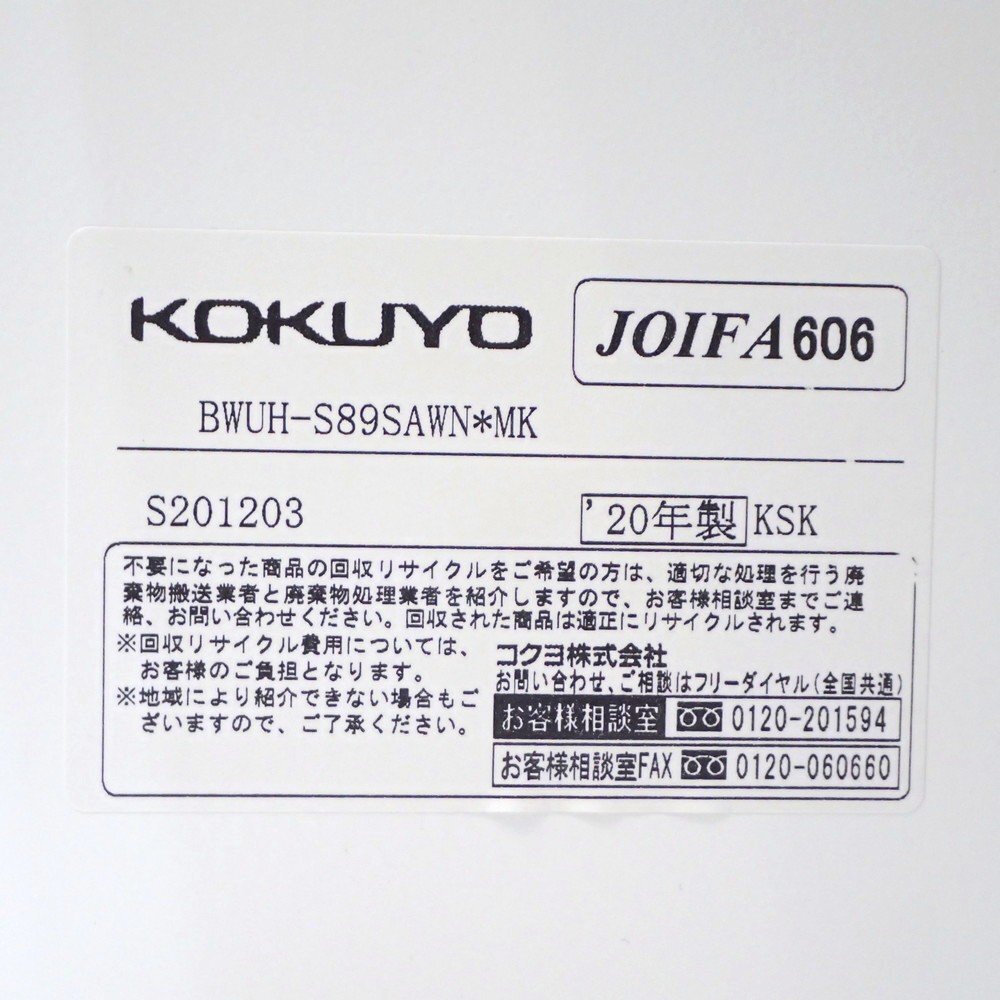 KOKUYO
JOIFA606
BWUH-S89SAWN*MK
S201203
'20年製 KSK
不要になった商品の回収リサイクルをご希望の方は、適切な処理を行う廃
棄物搬送業者と廃棄物処理業者を紹介しますので、お客様相談室までご連
絡、お問い合わせください。回収された商品は適正にリサイクルされます。
※回収リサイクル費用については、
お客様のご負担となります。
※地域により紹介できない場合もご
ざいますので、ご了承ください。
コクヨ株式会社
お問い合わせ、ご相談はフリーダイヤル(全国共通)
お客様相談室 0120-201594
お客様相談室FAX 0120-060660